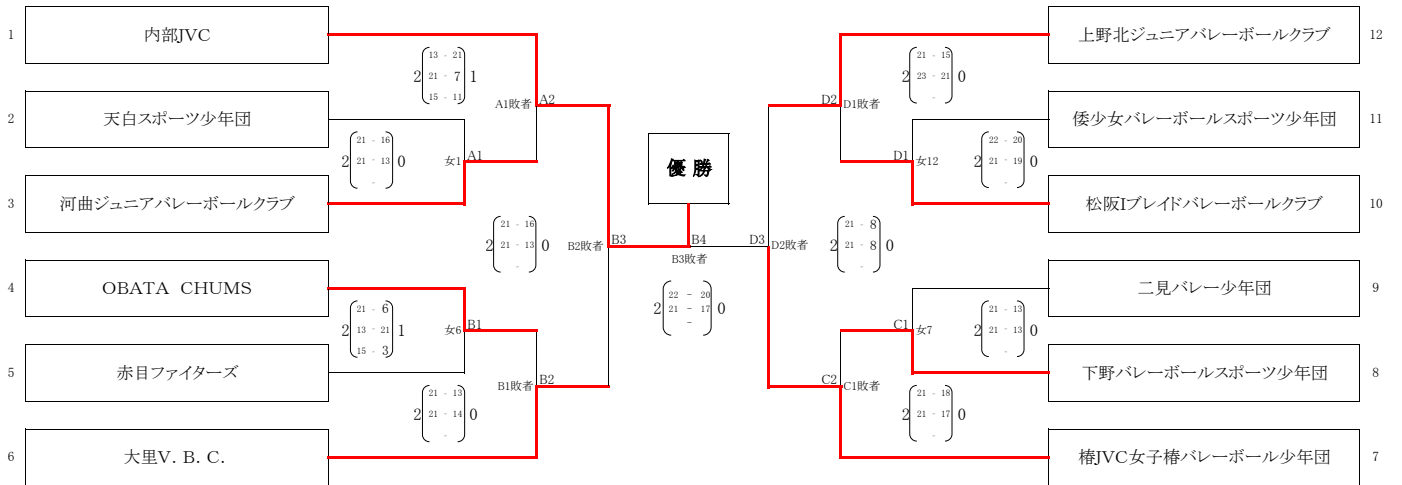 1 内部JVC
2 天白スポーツ少年団
3 河曲ジュニアバレーボールクラブ
4 OBATA CHUMS
5 赤目ファイターズ
6 大里V. B. C.
13 - 21
2 21 - 7 1
15 - 11
A1敗者 A2
21 - 16
2 21 - 13 0
-
女1 A1
21 - 16
2 21 - 13 0
-
B2敗者 B3
21 - 6
2 13 - 21 1
15 - 3
女6 B1
21 - 13
2 21 - 14 0
-
B1敗者 B2
優 勝
B4
B3敗者
22 - 20
2 21 - 17 0
-
上野北ジュニアバレーボールクラブ 12
倭少女バレーボールスポーツ少年団 11
松阪Iブレイドバレーボールクラブ 10
二見バレー少年団 9
下野バレーボールスポーツ少年団 8
椿JVC女子椿バレーボール少年団 7
21 - 15
2 23 - 21 0
-
D2 D1敗者
22 - 20
2 21 - 19 0
-
D1 女12
21 - 8
2 21 - 8 0
-
D3 D2敗者
21 - 13
2 21 - 13 0
-
C1 女7
21 - 18
2 21 - 17 0
-
C2 C1敗者